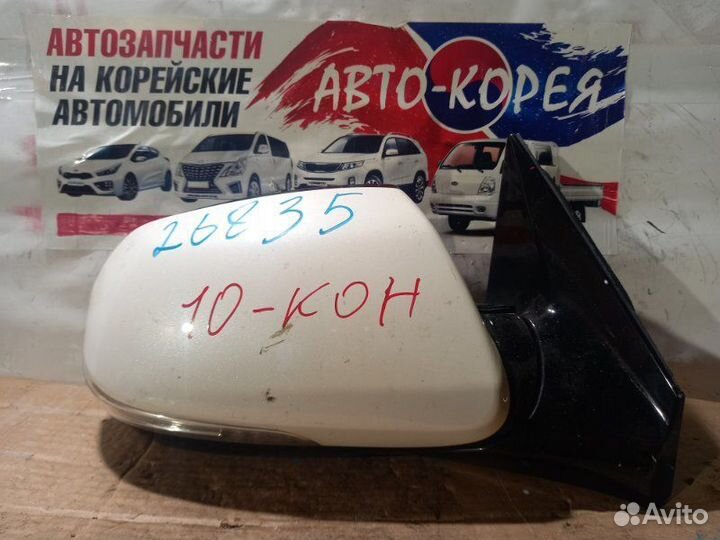 АВТОЗАПЧАСТИ
НА КОРЕЙСКИЕ
АВТОМОБИЛИ
АВТО-КОРЕЯ
26835
10-КОН
Avito